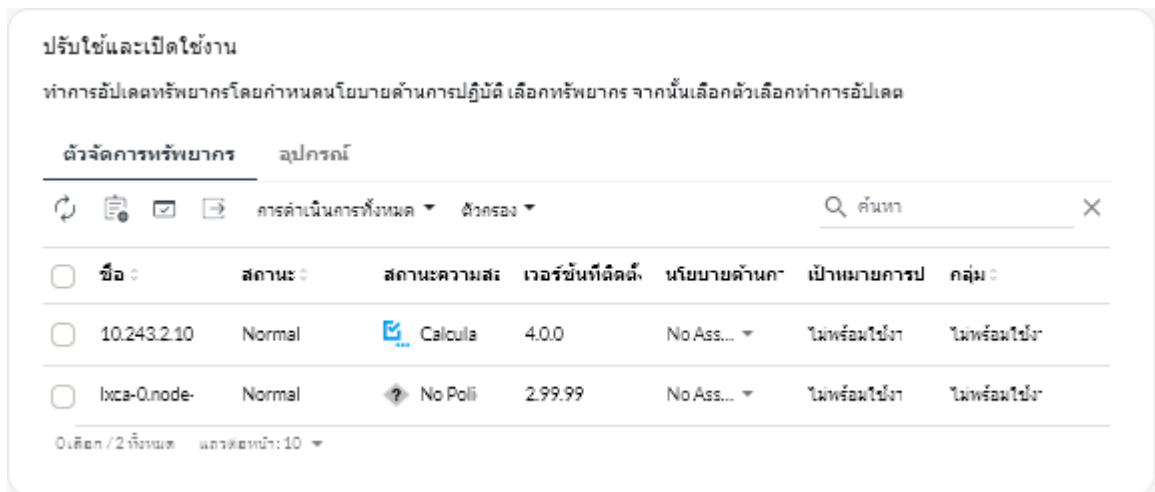 ปรับใช้และเปิดใช้งาน
ทำการอัปเดตทรัพยากรโดยกำหนดนโยบายด้านการปฏิบัติ เลือกทรัพยากร จากนั้นเลือกตัวเลือกทำการอัปเดต
ตัวจัดการทรัพยากร อุปกรณ์
การดำเนินการทั้งหมด ตัวกรอง ค้นหา
ชื่อ สถานะ สถานะความสะ เวอร์ชันที่ติดตั้ง นโยบายด้านกา เป้าหมายการป กลุ่ม
10.243.2.10 Normal Calcula 4.0.0 No Ass... ไม่พร้อมใช้งา ไม่พร้อมใช้งา
lxca-0.node- Normal No Poli 2.99.99 No Ass... ไม่พร้อมใช้งา ไม่พร้อมใช้งา
0 เลือก / 2 ทั้งหมด แถวต่อหน้า: 10